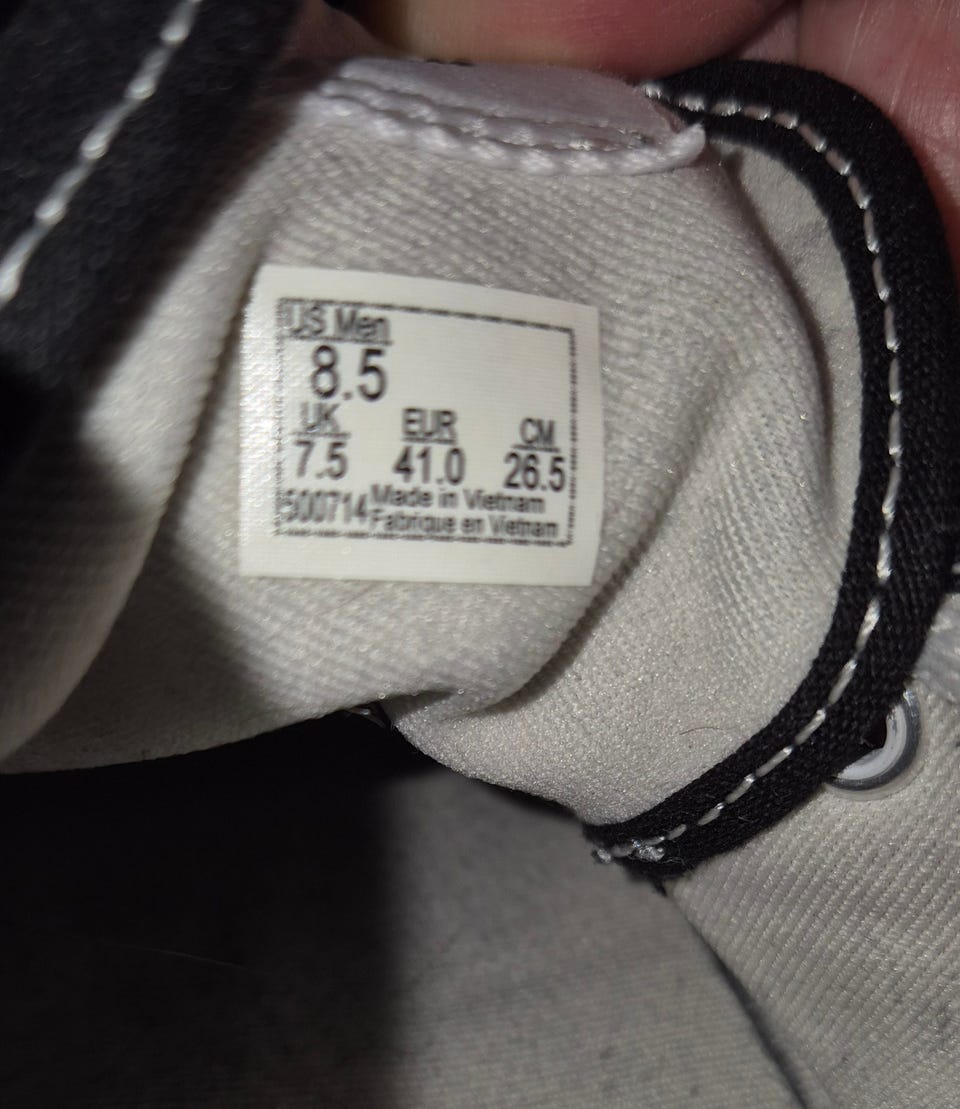 US Men
8.5
UK EUR CM
7.5 41.0 26.5
500714 Made in Vietnam
Fabrique en Vietnam